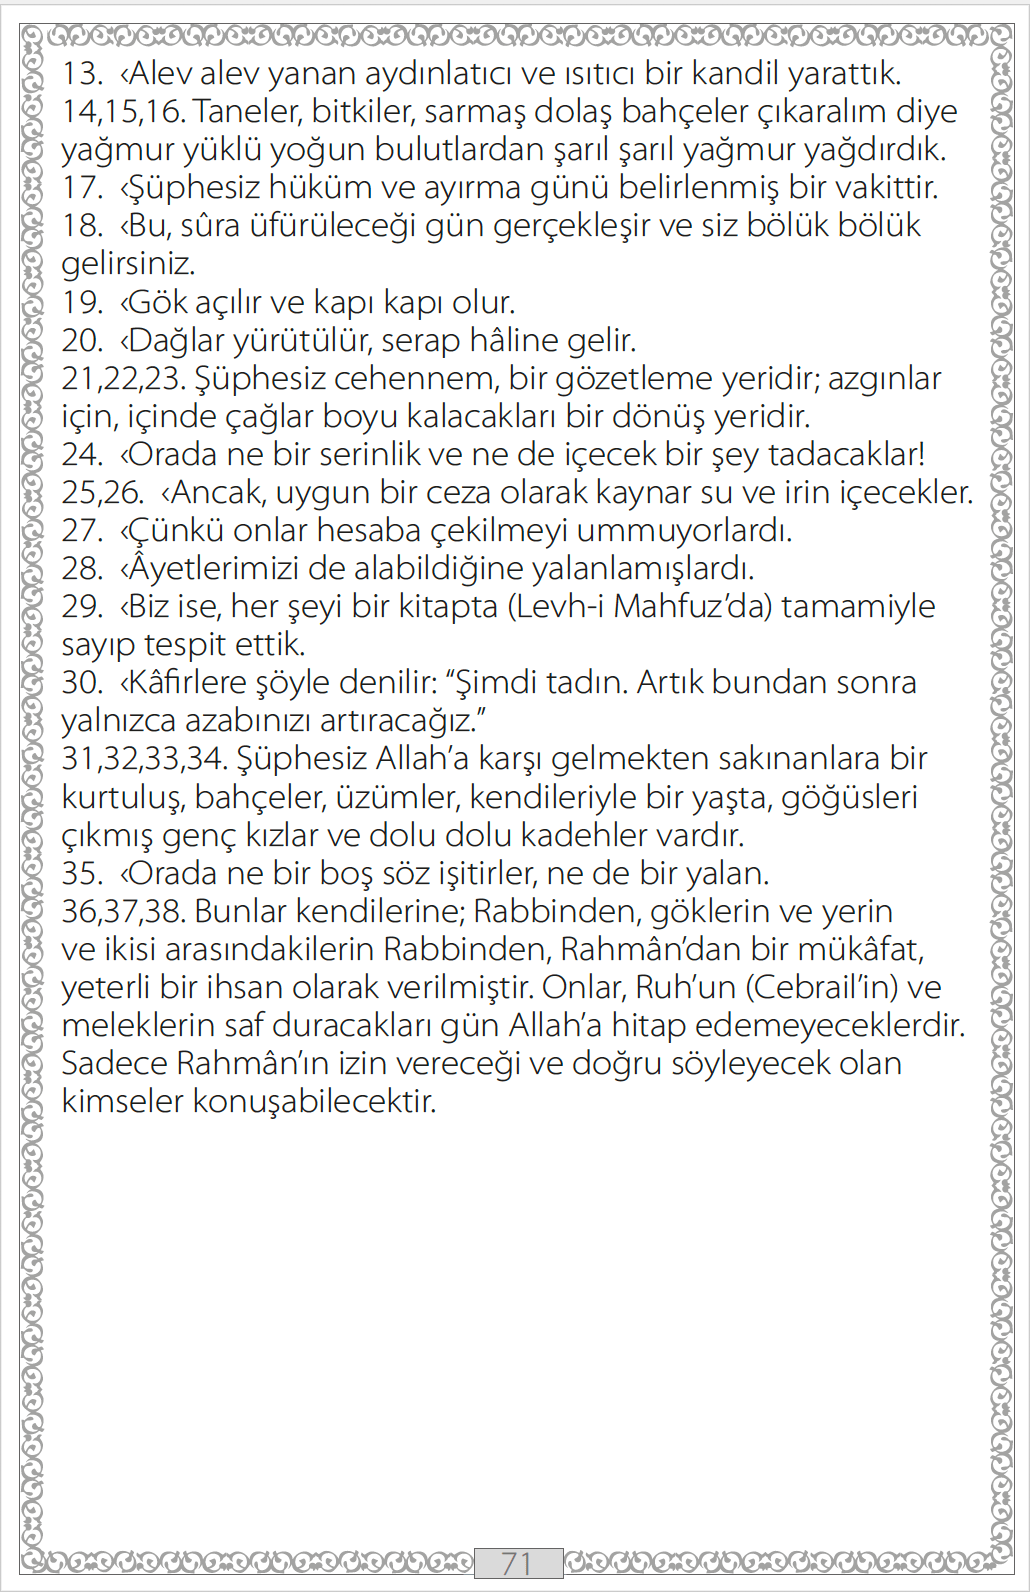 13.  ‹Alev alev yanan aydınlatıcı ve ısıtıcı bir kandil yarattık.
14,15,16. Taneler, bitkiler, sarmaş dolaş bahçeler çıkaralım diye
yağmur yüklü yoğun bulutlardan şarıl şarıl yağmur yağdırdık.
17.  ‹Şüphesiz hüküm ve ayırma günü belirlenmiş bir vakittir.
18.  ‹Bu, sûra üfürüleceği gün gerçekleşir ve siz bölük bölük
gelirsiniz.
19.  ‹Gök açılır ve kapı kapı olur.
20.  ‹Dağlar yürütülür, serap hâline gelir.
21,22,23. Şüphesiz cehennem, bir gözetleme yeridir; azgınlar
için, içinde çağlar boyu kalacakları bir dönüş yeridir.
24.  ‹Orada ne bir serinlik ve ne de içecek bir şey tadacaklar!
25,26.  ‹Ancak, uygun bir ceza olarak kaynar su ve irin içecekler.
27.  ‹Çünkü onlar hesaba çekilmeyi ummuyorlardı.
28.  ‹Âyetlerimizi de alabildiğine yalanlamışlardı.
29.  ‹Biz ise, her şeyi bir kitapta (Levh-i Mahfuz’da) tamamiyle
sayıp tespit ettik.
30.  ‹Kâfirlere şöyle denilir: “Şimdi tadın. Artık bundan sonra
yalnızca azabınızı artıracağız.”
31,32,33,34. Şüphesiz Allah’a karşı gelmekten sakınanlara bir
kurtuluş, bahçeler, üzümler, kendileriyle bir yaşta, göğüsleri
çıkmış genç kızlar ve dolu dolu kadehler vardır.
35.  ‹Orada ne bir boş söz işitirler, ne de bir yalan.
36,37,38. Bunlar kendilerine; Rabbinden, göklerin ve yerin
ve ikisi arasındakilerin Rabbinden, Rahmân’dan bir mükâfat,
yeterli bir ihsan olarak verilmiştir. Onlar, Ruh’un (Cebrail’in) ve
meleklerin saf duracakları gün Allah’a hitap edemeyeceklerdir.
Sadece Rahmân’ın izin vereceği ve doğru söyleyecek olan
kimseler konuşabilecektir.
71